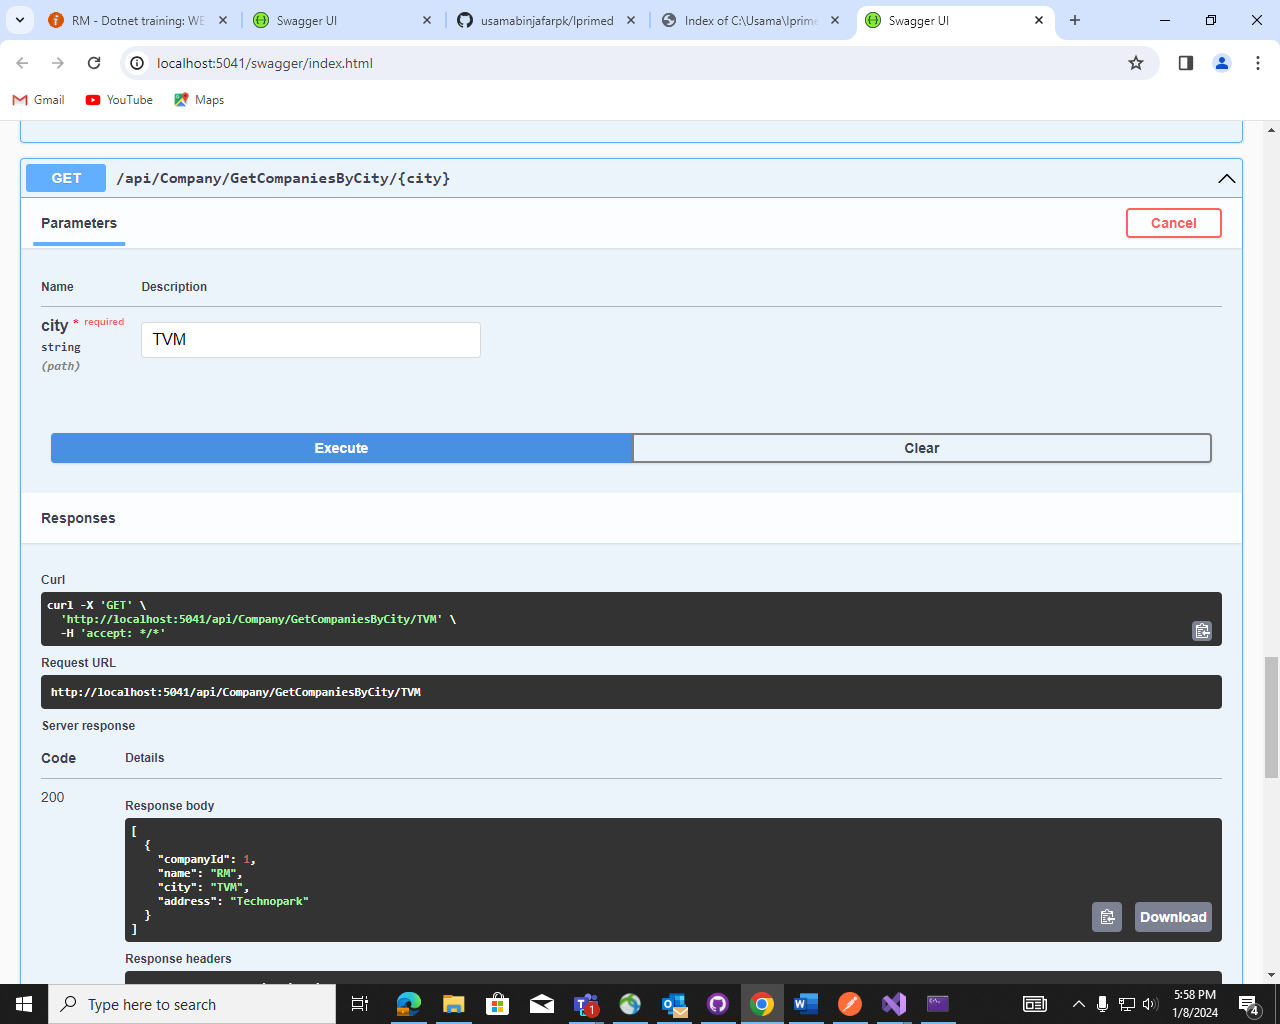 RM - Dotnet training: WE
Swagger UI
usamabinjafarpk/Iprimed
Index of C:\Usama\Iprime
Swagger UI
localhost:5041/swagger/index.html
Gmail
YouTube
Maps
GET
/api/Company/GetCompaniesByCity/{city}
Parameters
Cancel
Name
Description
city * required
string
(path)
TVM
Execute
Clear
Responses
Curl
curl -X 'GET' \
'http://localhost:5041/api/Company/GetCompaniesByCity/TVM' \
-H 'accept: */*'
Request URL
http://localhost:5041/api/Company/GetCompaniesByCity/TVM
Server response
Code
Details
200
Response body
[
{
"companyId": 1,
"name": "RM",
"city": "TVM",
"address": "Technopark"
}
]
Download
Response headers
Type here to search
1
5:58 PM
1/8/2024
4